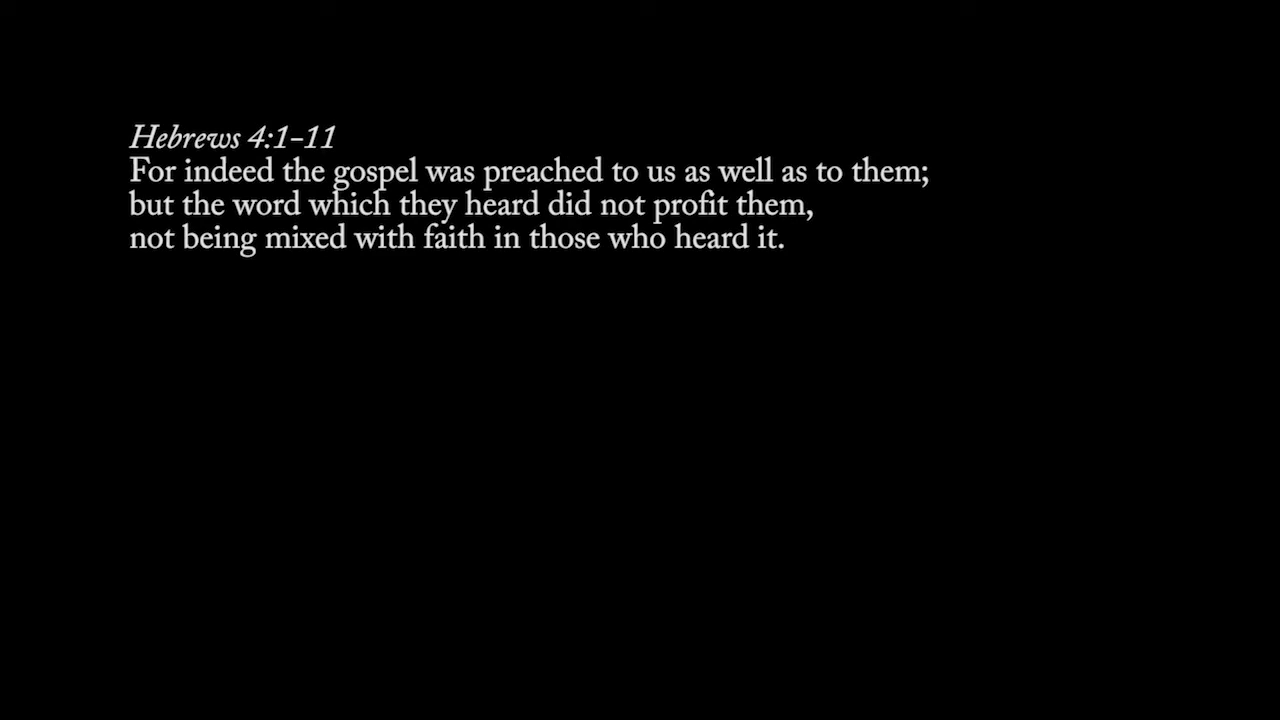 Hebrews 4:1-11
For indeed the gospel was preached to us as well as to them;
but the word which they heard did not profit them,
not being mixed with faith in those who heard it.